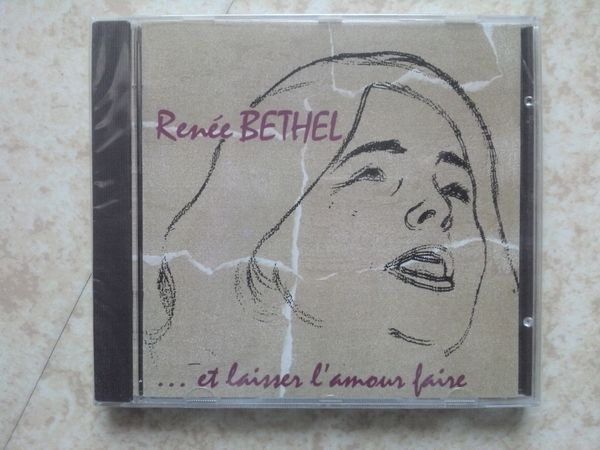 Renée BETHEL
... et laisser l'amour faire